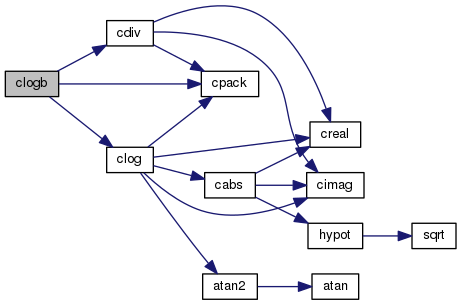 cdiv
clogb
cpack
creal
clog
cabs
cimag
hypot
sqrt
atan2
atan